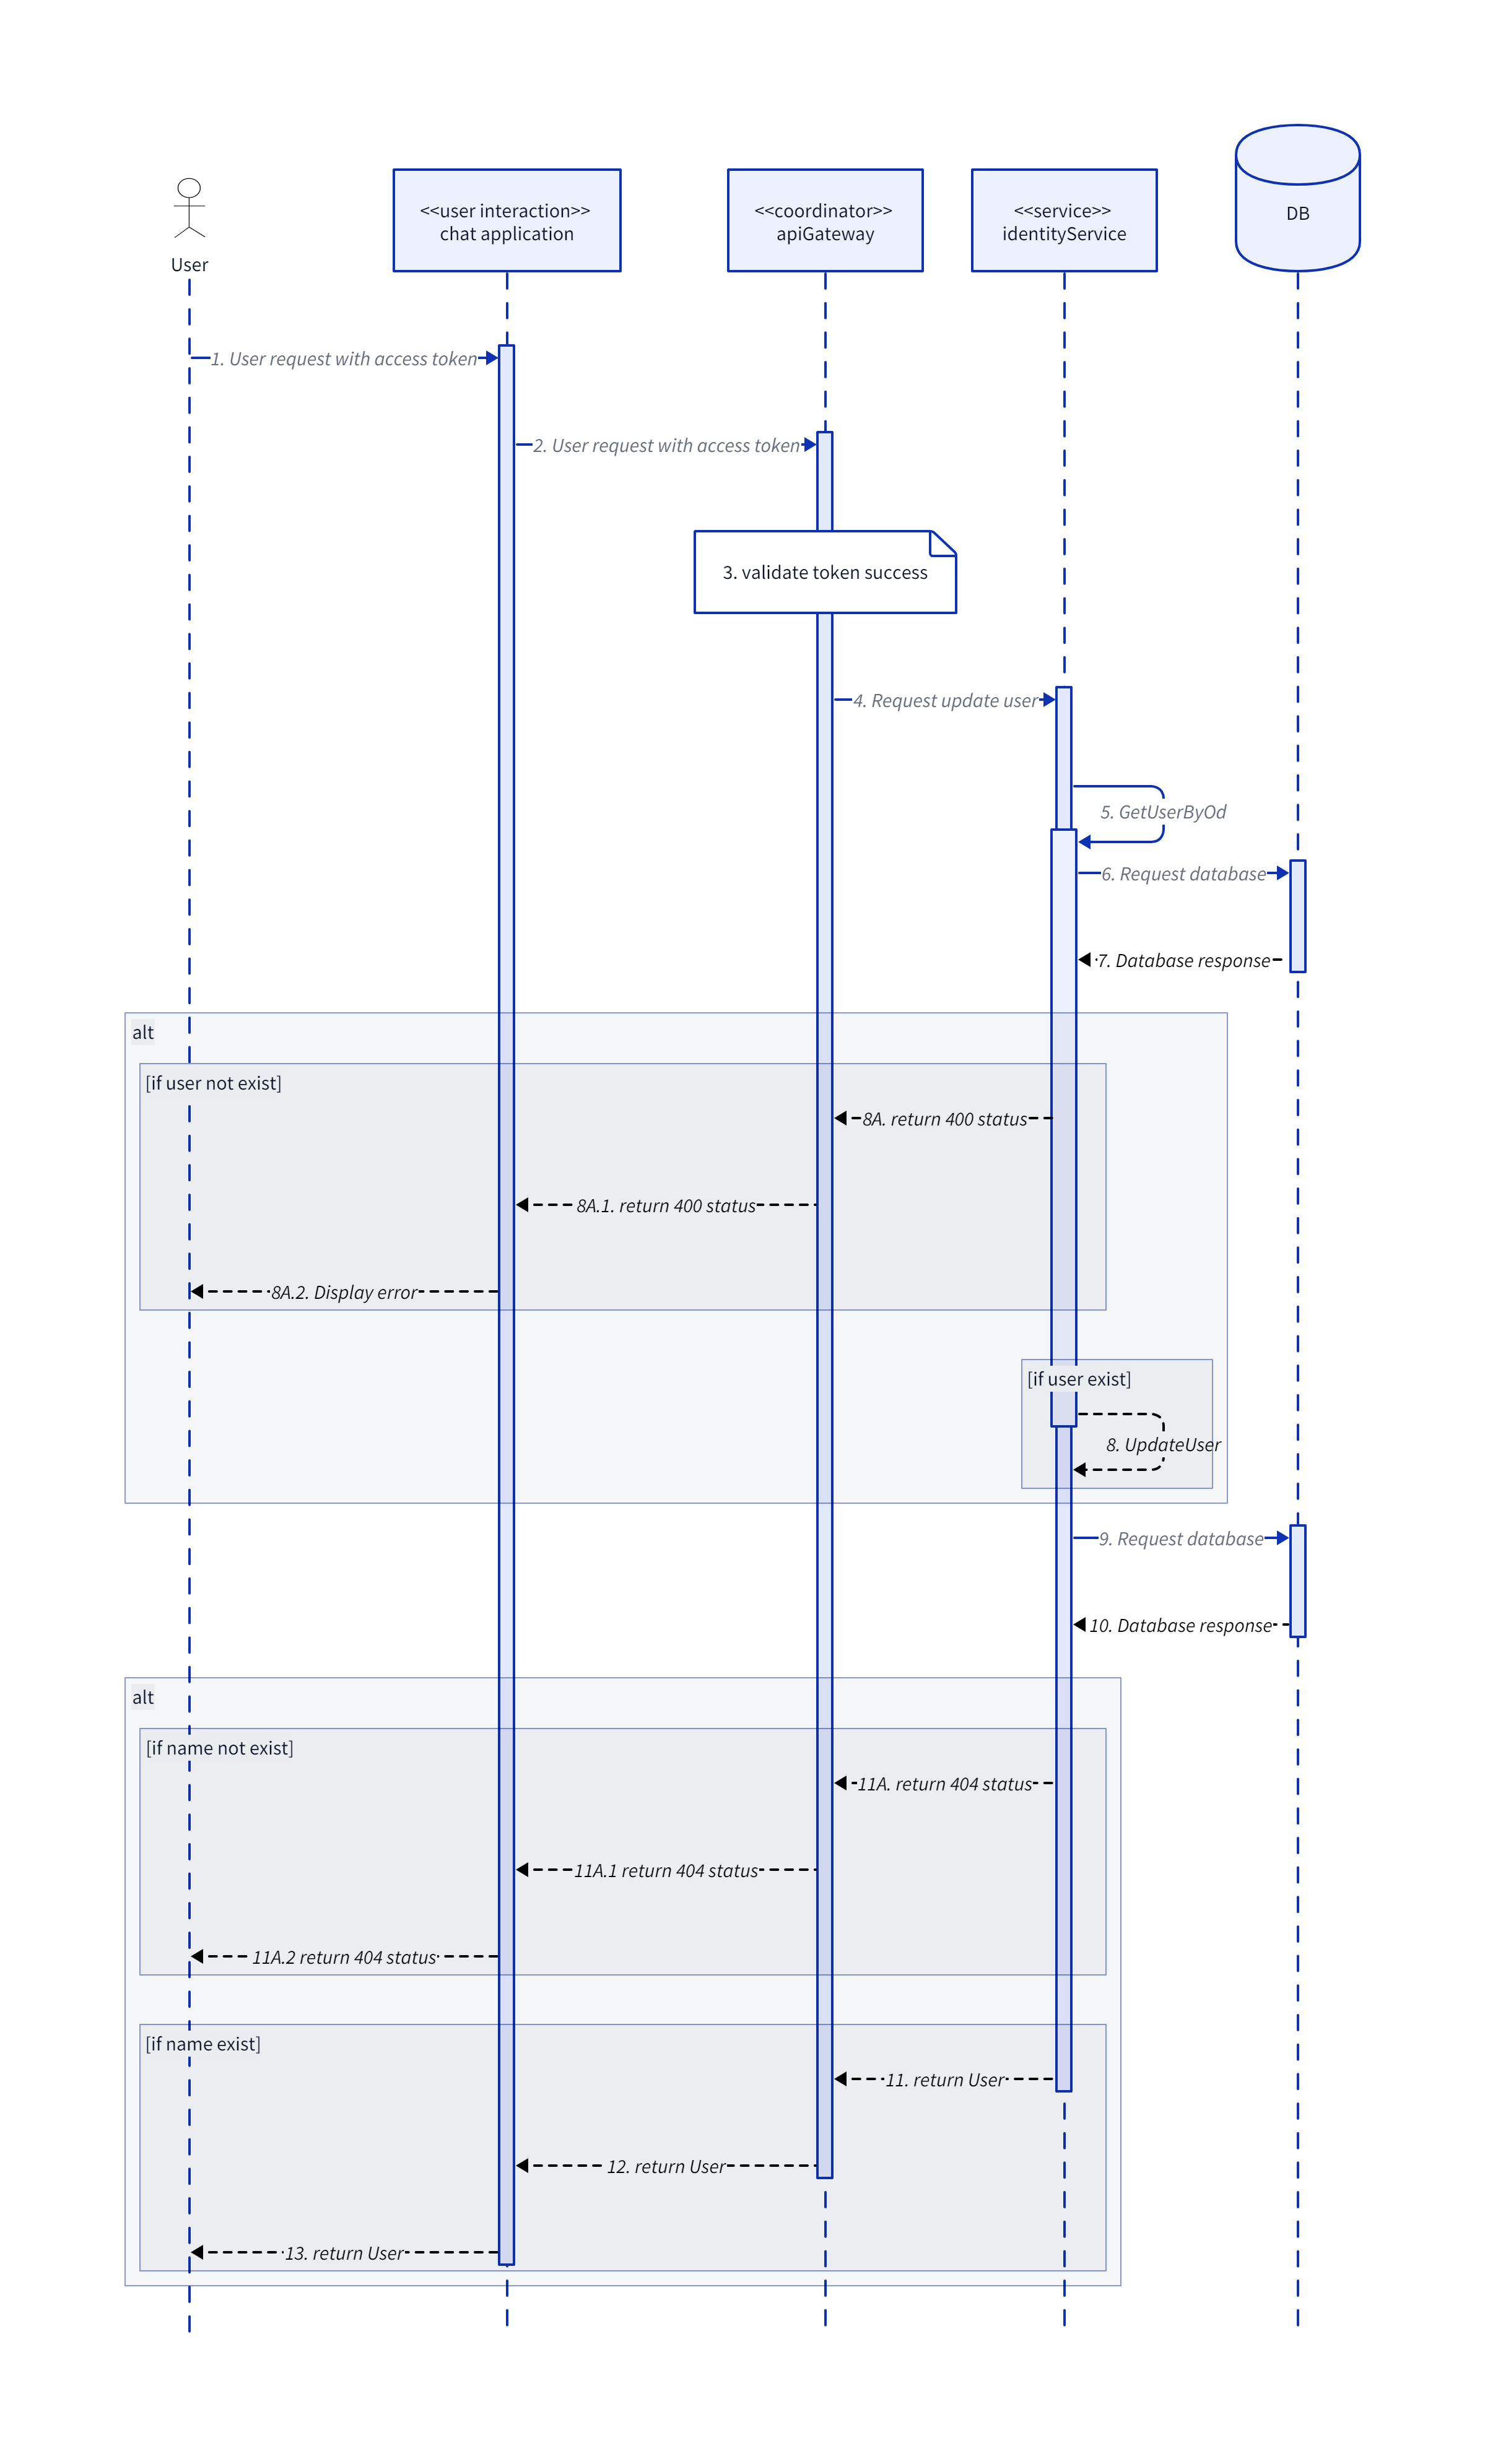 User
<<user interaction>>
chat application
<<coordinator>>
apiGateway
<<service>>
identityService
DB
1. User request with access token
2. User request with access token
3. validate token success
4. Request update user
5. GetUserByOd
6. Request database
7. Database response
alt
[if user not exist]
8A. return 400 status
8A.1. return 400 status
8A.2. Display error
[if user exist]
8. UpdateUser
9. Request database
10. Database response
alt
[if name not exist]
11A. return 404 status
11A.1 return 404 status
11A.2 return 404 status
[if name exist]
11. return User
12. return User
13. return User